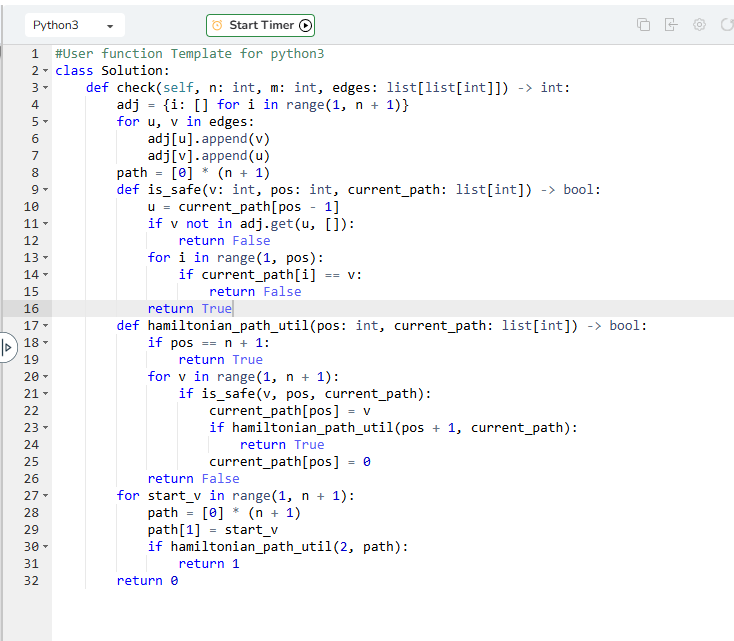 Python3
Start Timer
1 #User function Template for python3
2 class Solution:
3     def check(self, n: int, m: int, edges: list[list[int]]) -> int:
4         adj = {i: [] for i in range(1, n + 1)}
5         for u, v in edges:
6             adj[u].append(v)
7             adj[v].append(u)
8         path = [0] * (n + 1)
9         def is_safe(v: int, pos: int, current_path: list[int]) -> bool:
10             u = current_path[pos - 1]
11             if v not in adj.get(u, []):
12                 return False
13             for i in range(1, pos):
14                 if current_path[i] == v:
15                     return False
16             return True
17         def hamiltonian_path_util(pos: int, current_path: list[int]) -> bool:
18             if pos == n + 1:
19                 return True
20             for v in range(1, n + 1):
21                 if is_safe(v, pos, current_path):
22                     current_path[pos] = v
23                     if hamiltonian_path_util(pos + 1, current_path):
24                         return True
25                     current_path[pos] = 0
26             return False
27         for start_v in range(1, n + 1):
28             path = [0] * (n + 1)
29             path[1] = start_v
30             if hamiltonian_path_util(2, path):
31                 return 1
32         return 0